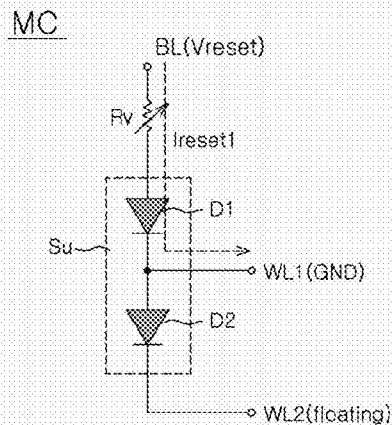 MC
BL(Vreset)
Rv
Ireset1
D1
Su
WL1(GND)
D2
WL2(floating)